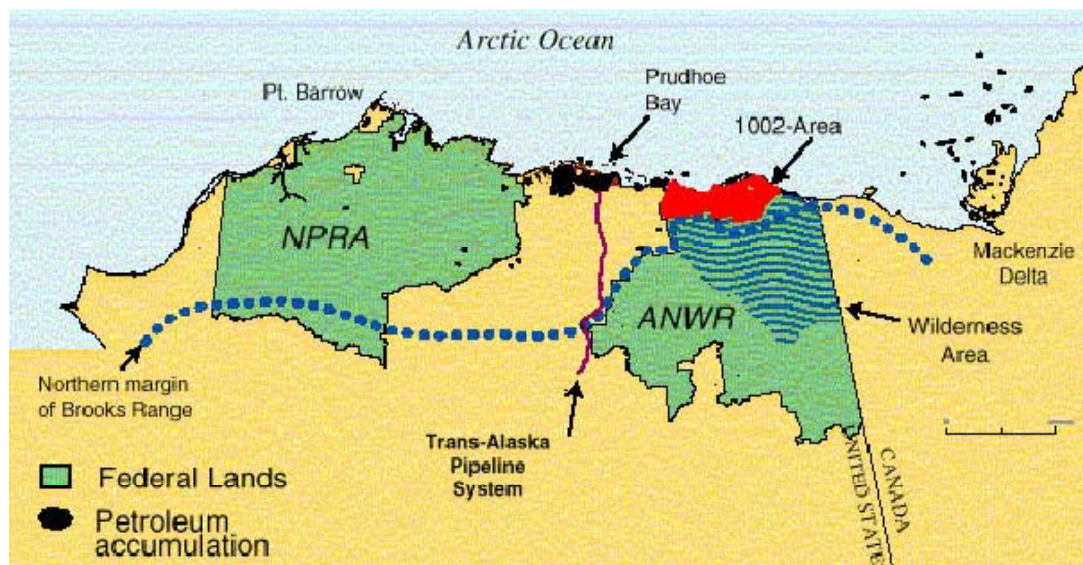 Arctic Ocean
Pt. Barrow
Prudhoe
Bay
1002-Area
NPRA
ANWR
Mackenzie
Delta
Wilderness
Area
Northern margin
of Brooks Range
Trans-Alaska
Pipeline
System
Federal Lands
Petroleum
accumulation
CANADA
UNITED STATES